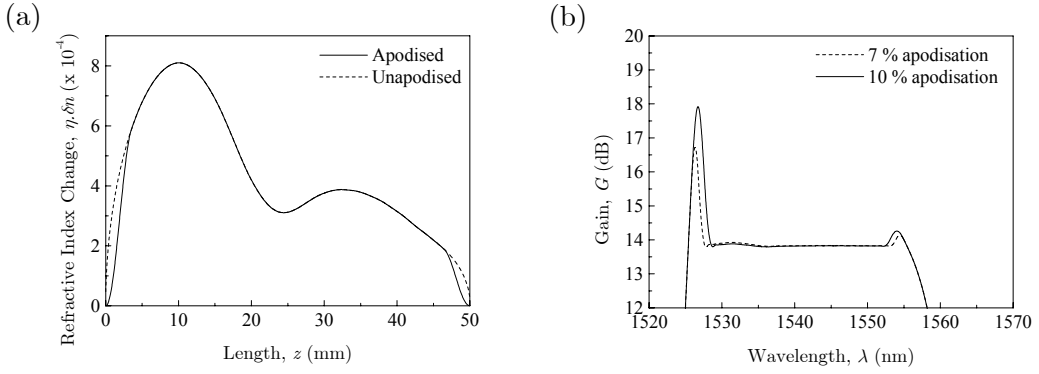 (a)
Refractive Index Change, η.δn (x 10⁻⁴)
8
6
4
2
0
Apodised
Unapodised
0 10 20 30 40 50
Length, z (mm)
(b)
Gain, G (dB)
20
19
18
17
16
15
14
13
12
7 % apodisation
10 % apodisation
1520 1530 1540 1550 1560 1570
Wavelength, λ (nm)